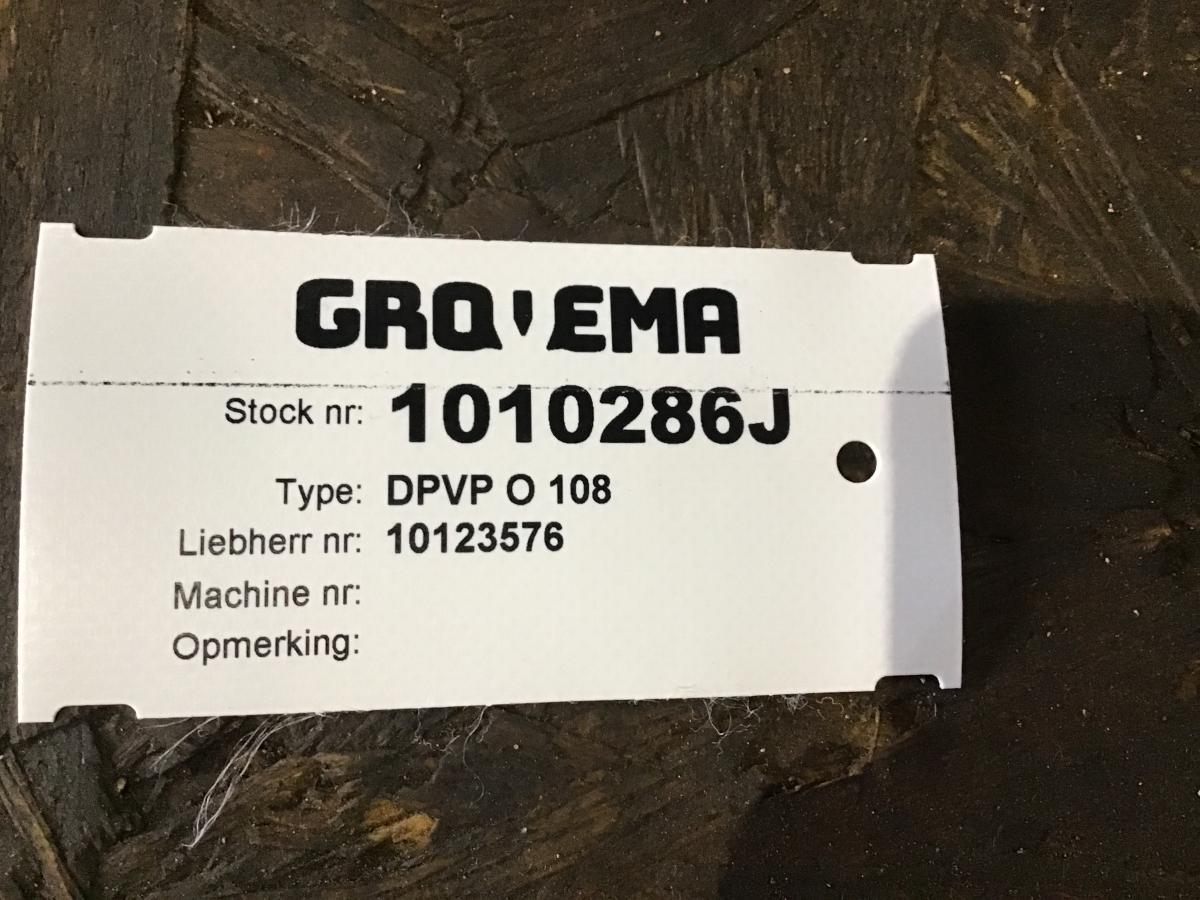 GRO'EMA
Stock nr: 1010286J
Type: DPVP O 108
Liebherr nr: 10123576
Machine nr:
Opmerking: